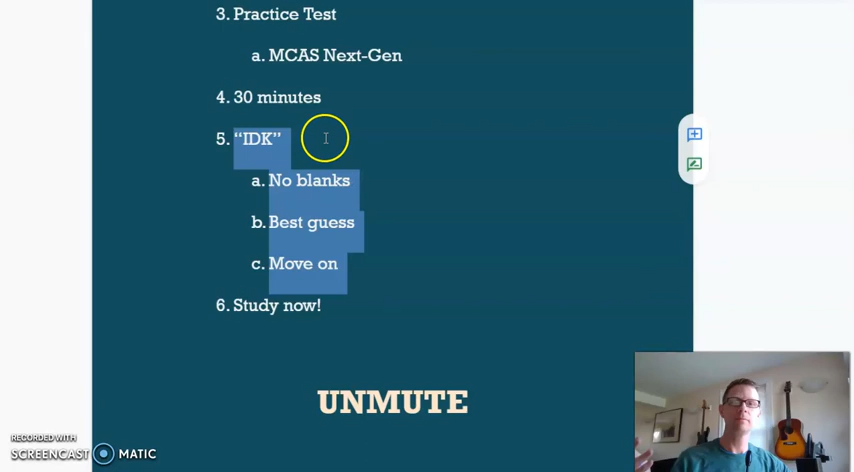 3. Practice Test
a. MCAS Next-Gen
4. 30 minutes
5. “IDK”
a. No blanks
b. Best guess
c. Move on
6. Study now!
UNMUTE
RECORDED WITH
SCREENCAST MATIC